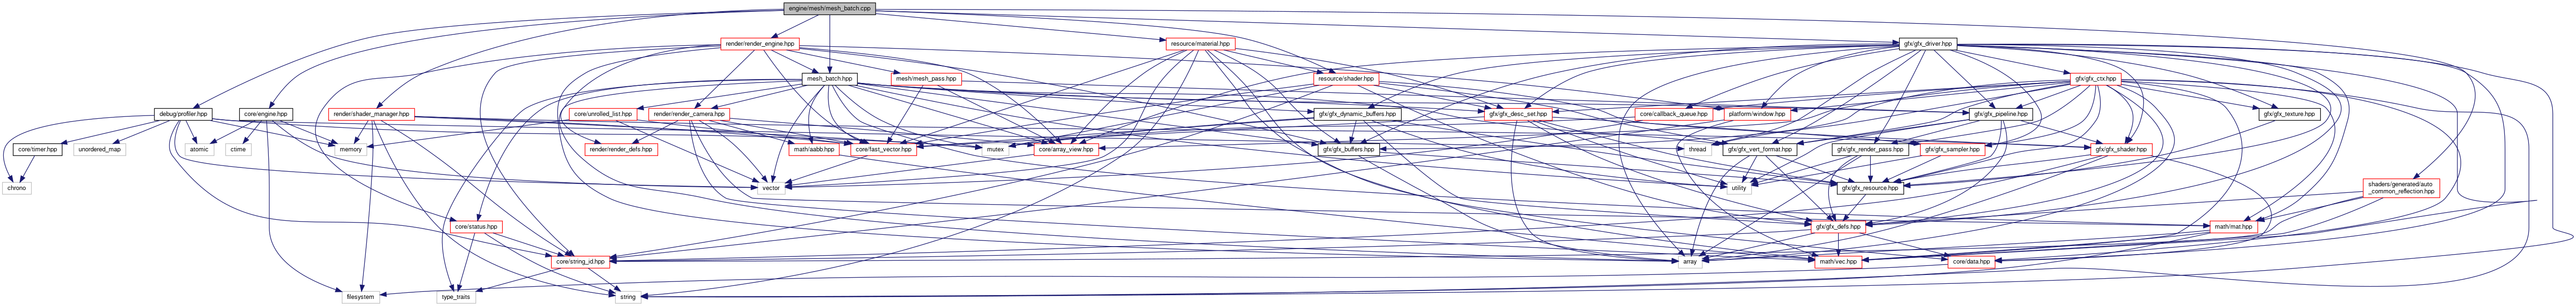 engine/mesh/mesh_batch.cpp
render/render_engine.hpp
resource/material.hpp
gfx/gfx_driver.hpp
mesh_batch.hpp
mesh/mesh_pass.hpp
resource/shader.hpp
gfx/gfx_ctx.hpp
debug/profiler.hpp
core/engine.hpp
render/shader_manager.hpp
core/unrolled_list.hpp
render/render_camera.hpp
gfx/gfx_dynamic_buffers.hpp
gfx/gfx_desc_set.hpp
core/callback_queue.hpp
platform/window.hpp
gfx/gfx_pipeline.hpp
gfx/gfx_texture.hpp
core/timer.hpp
unordered_map
atomic
ctime
memory
render/render_defs.hpp
math/aabb.hpp
core/fast_vector.hpp
mutex
core/array_view.hpp
gfx/gfx_buffers.hpp
thread
gfx/gfx_vert_format.hpp
gfx/gfx_sampler.hpp
gfx/gfx_render_pass.hpp
gfx/gfx_shader.hpp
chrono
vector
utility
gfx/gfx_resource.hpp
shaders/generated/auto
_common_reflection.hpp
core/status.hpp
gfx/gfx_defs.hpp
math/mat.hpp
core/string_id.hpp
array
math/vec.hpp
core/data.hpp
filesystem
type_traits
string